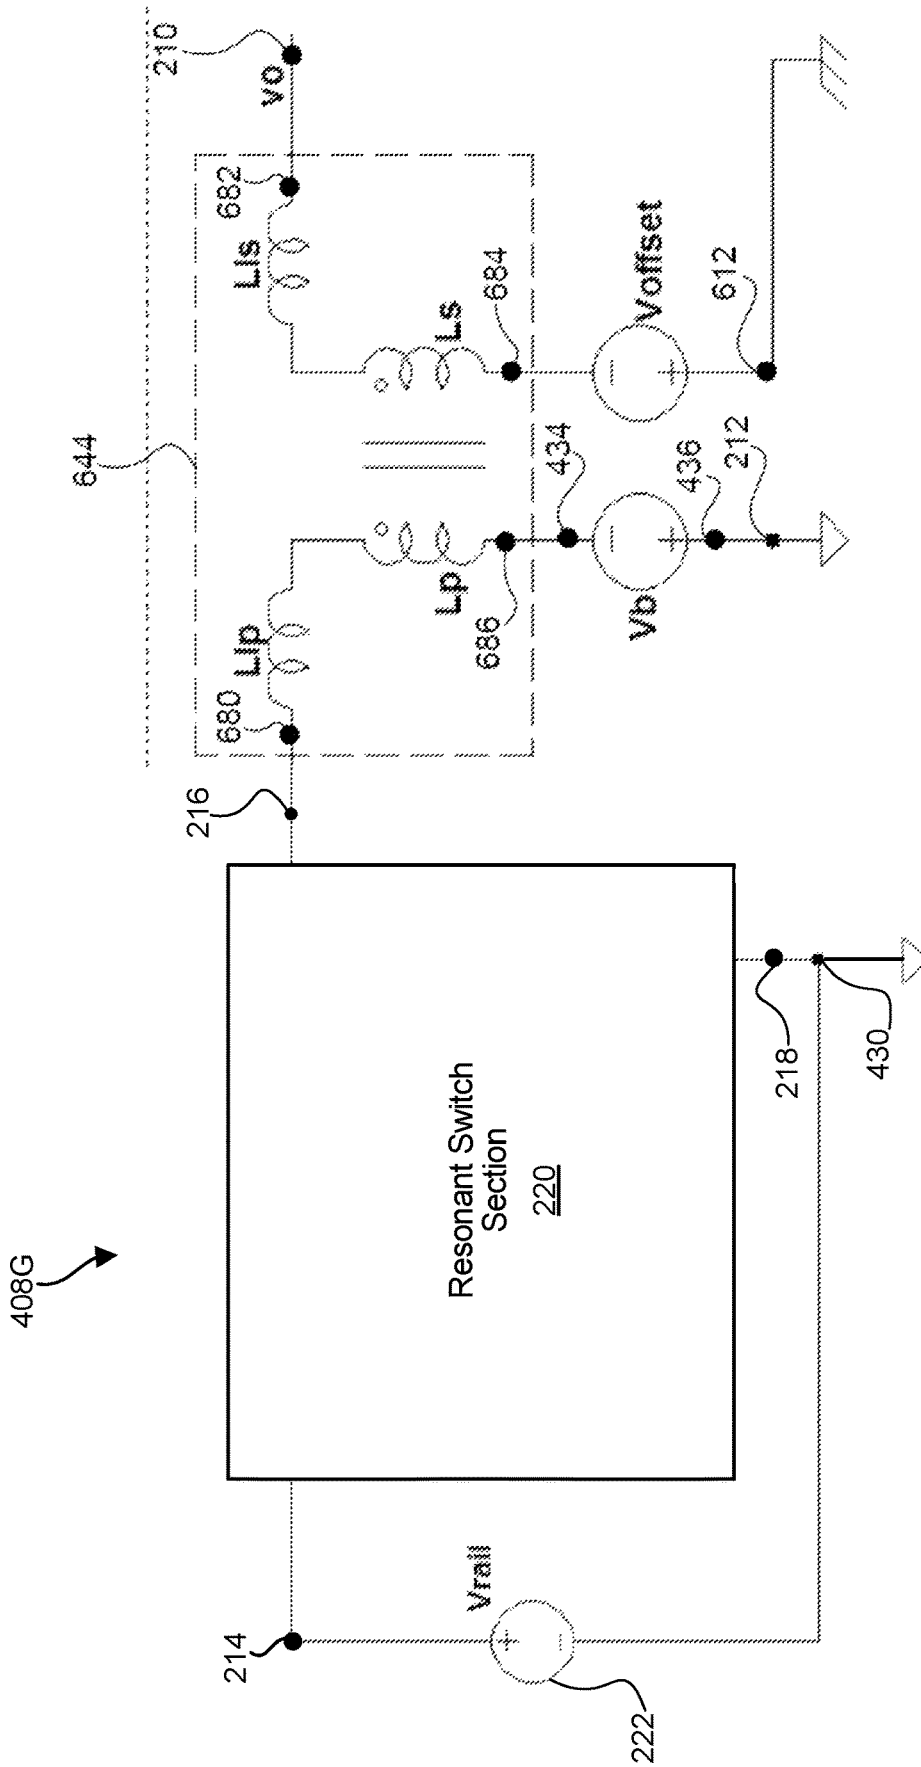 408G
644
210
216
214
680
682
Llp
Lls
vo
Lp
Ls
Resonant Switch
Section
220
Vrail
+
−
686
684
434
222
Vb
−
+
Voffset
−
+
436
212
612
218
430